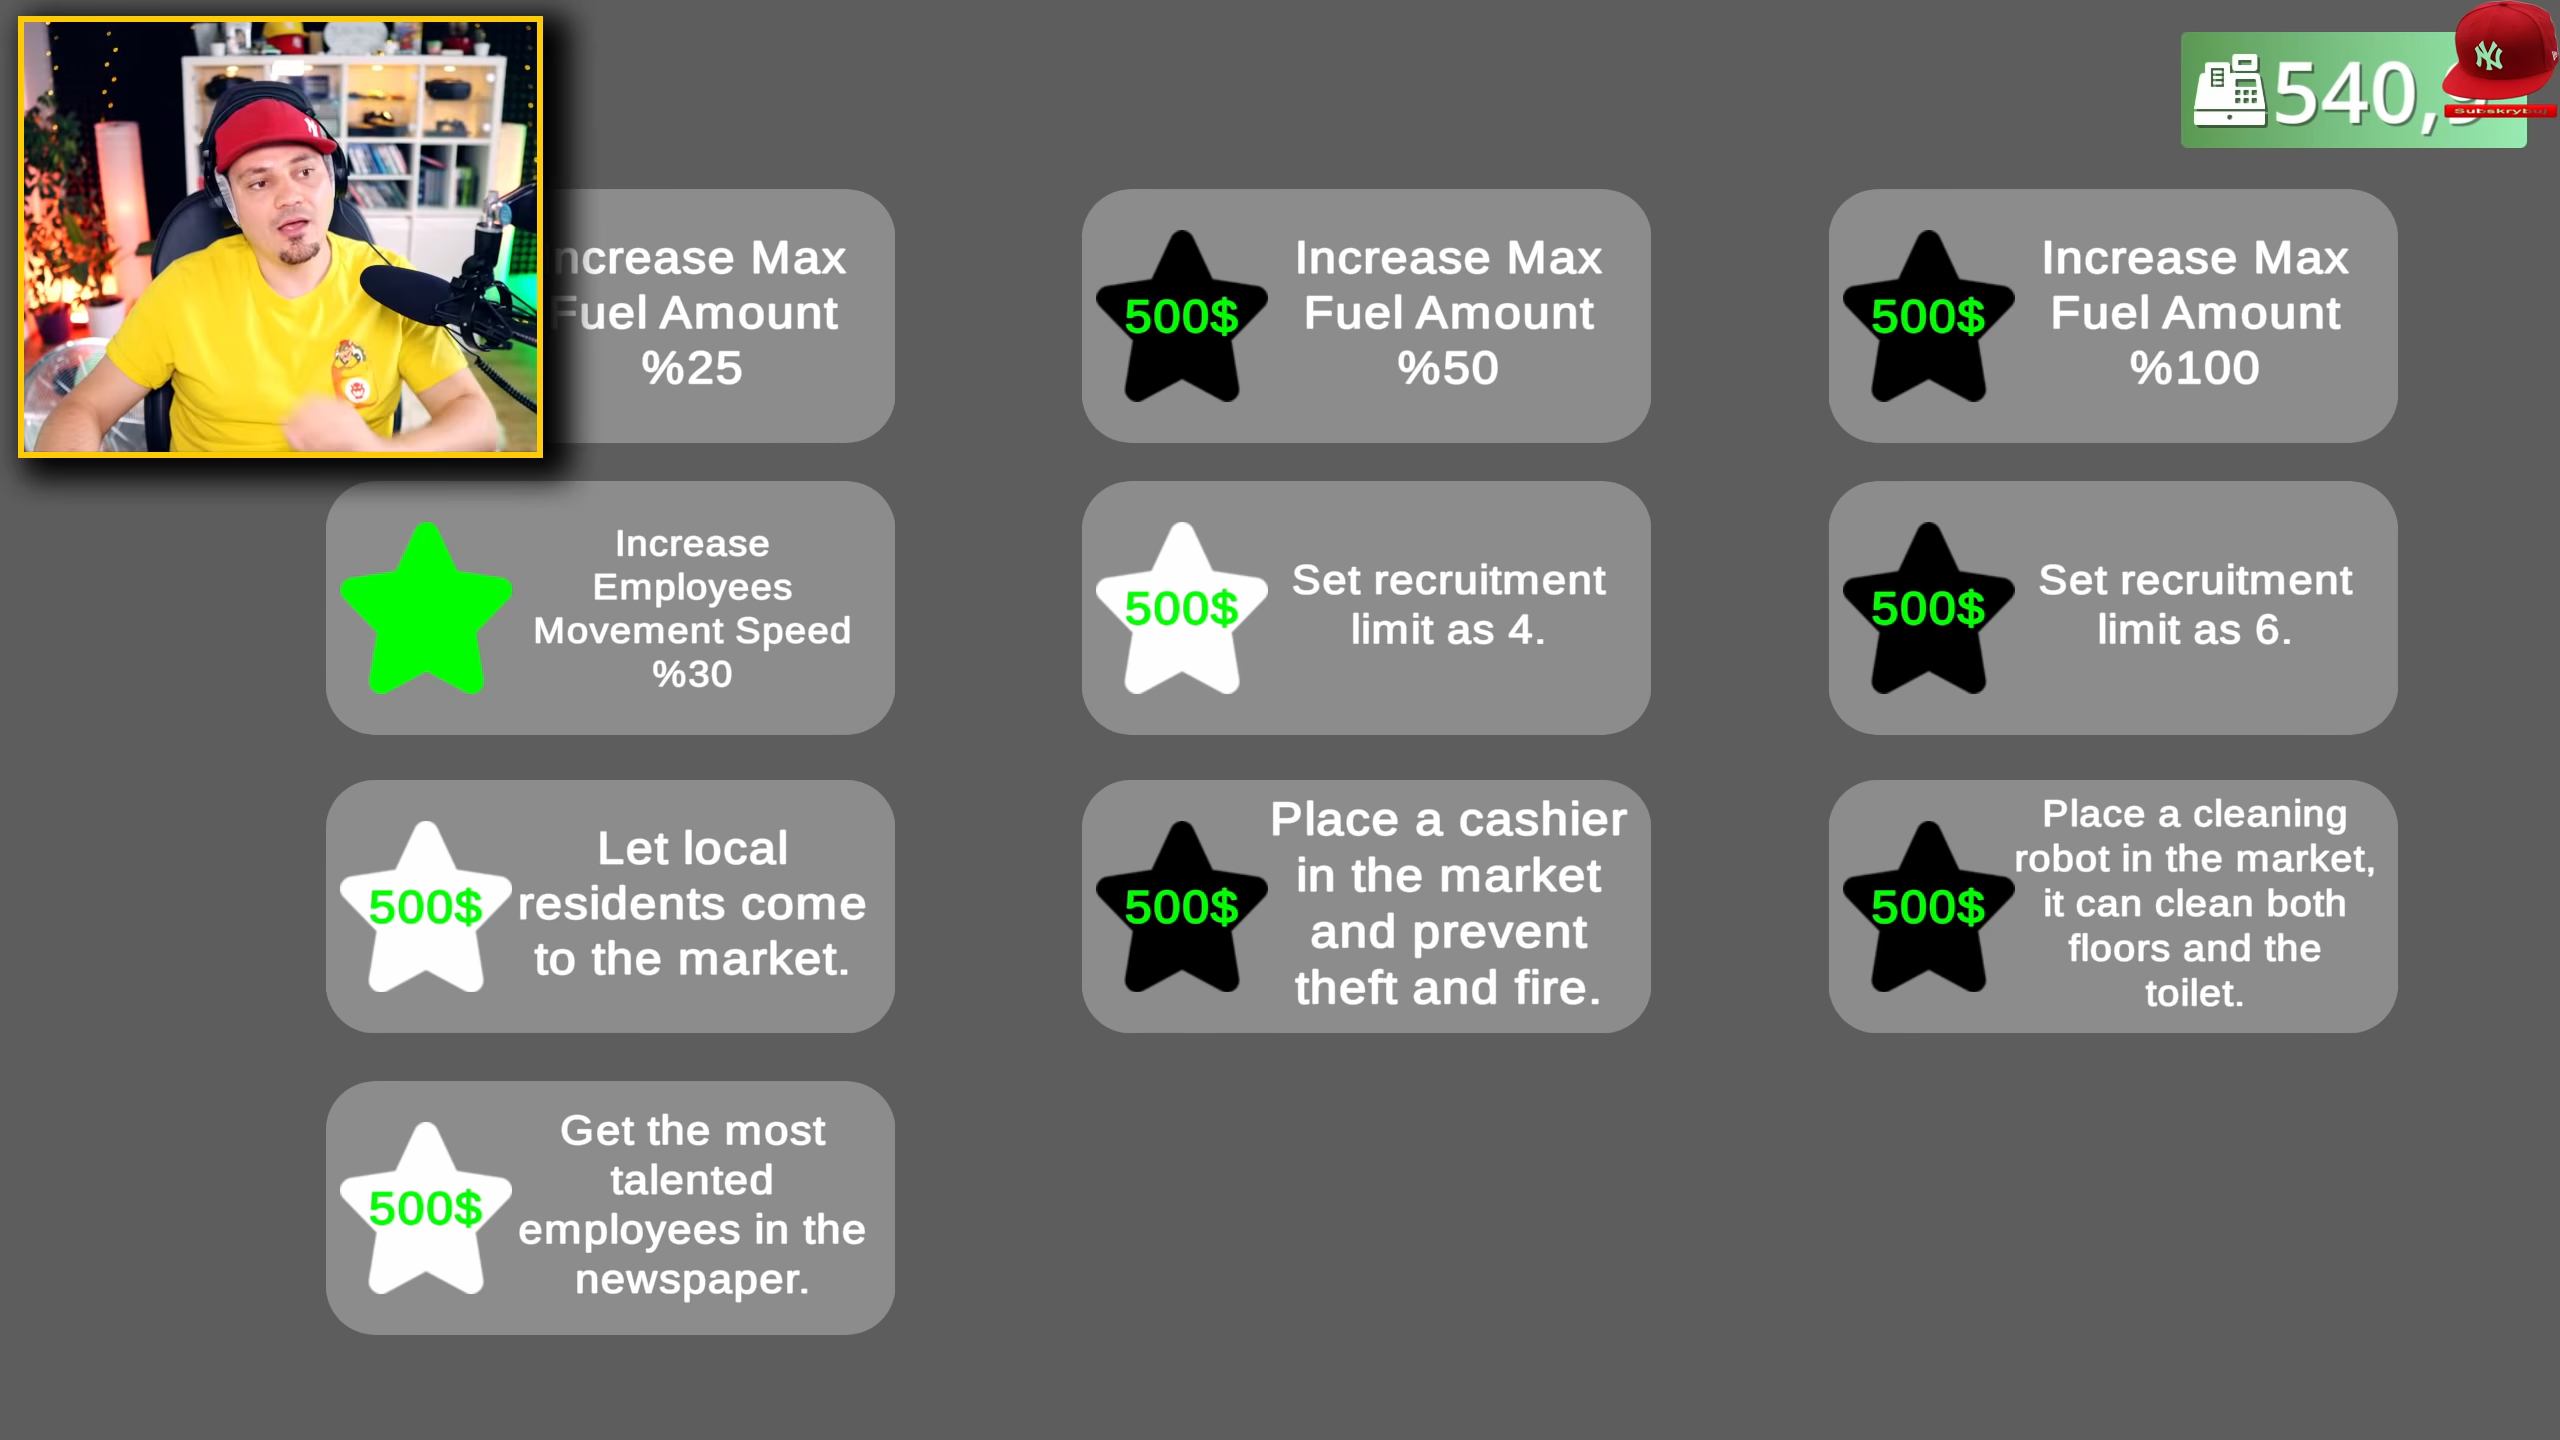 540,9
Subskrybuj
ncrease Max
Fuel Amount
%25
500$
Increase Max
Fuel Amount
%50
500$
Increase Max
Fuel Amount
%100
Increase
Employees
Movement Speed
%30
500$
Set recruitment
limit as 4.
500$
Set recruitment
limit as 6.
500$
Let local
residents come
to the market.
500$
Place a cashier
in the market
and prevent
theft and fire.
500$
Place a cleaning
robot in the market,
it can clean both
floors and the
toilet.
500$
Get the most
talented
employees in the
newspaper.